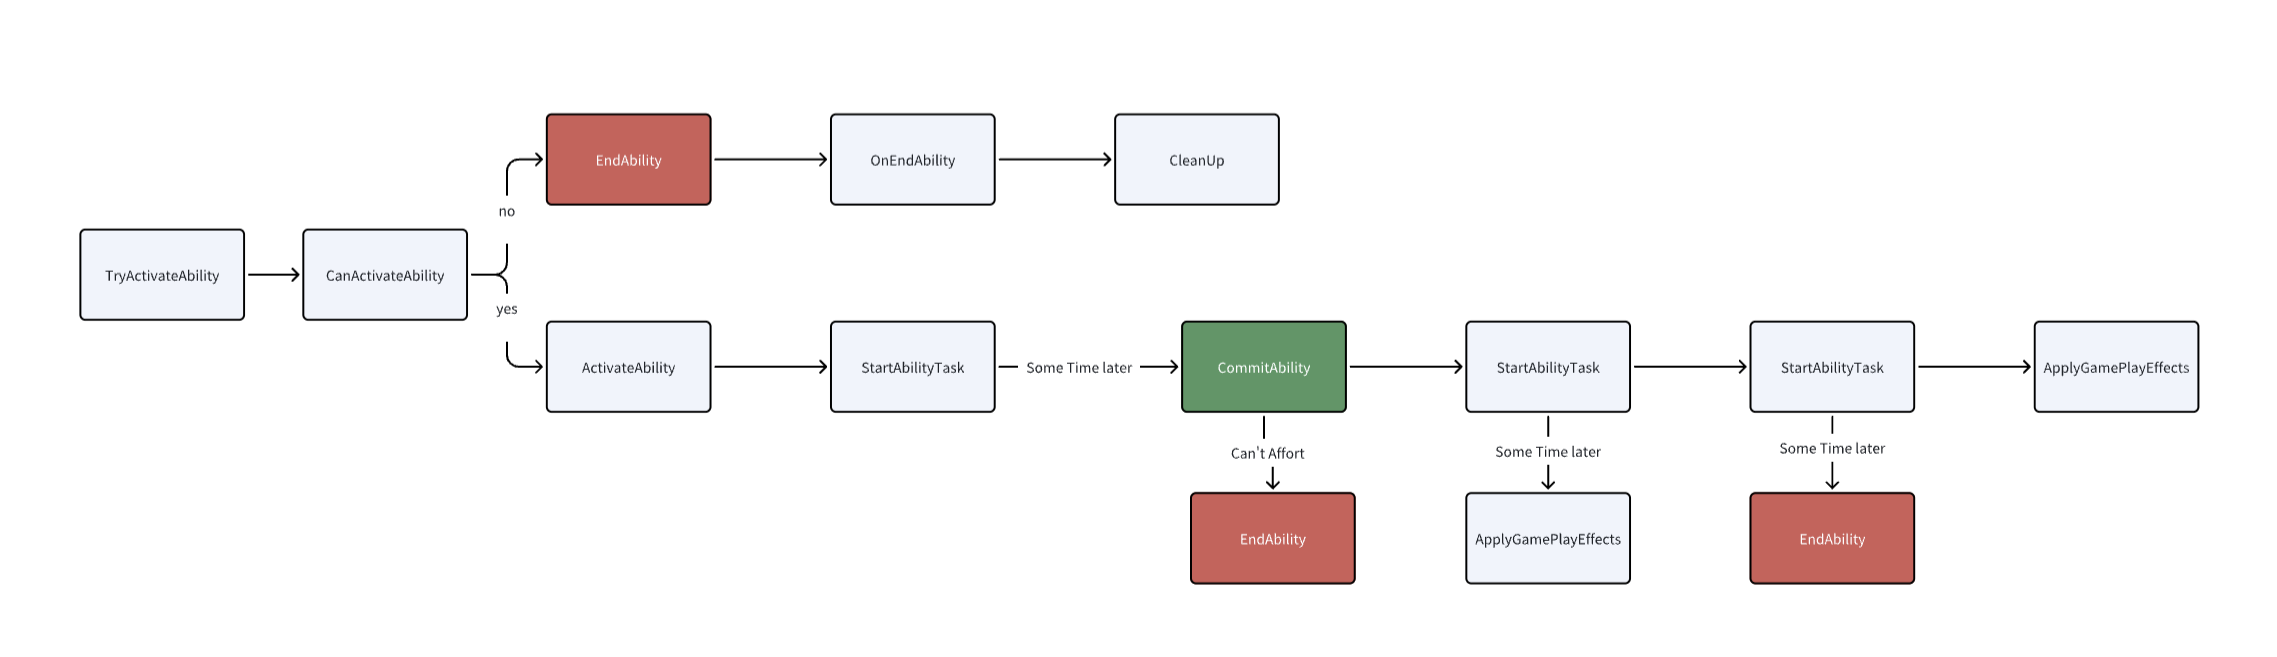 EndAbility
OnEndAbility
CleanUp
no
TryActivateAbility
CanActivateAbility
yes
ActivateAbility
StartAbilityTask
Some Time later
CommitAbility
StartAbilityTask
StartAbilityTask
ApplyGamePlayEffects
Can't Affort
Some Time later
Some Time later
EndAbility
ApplyGamePlayEffects
EndAbility